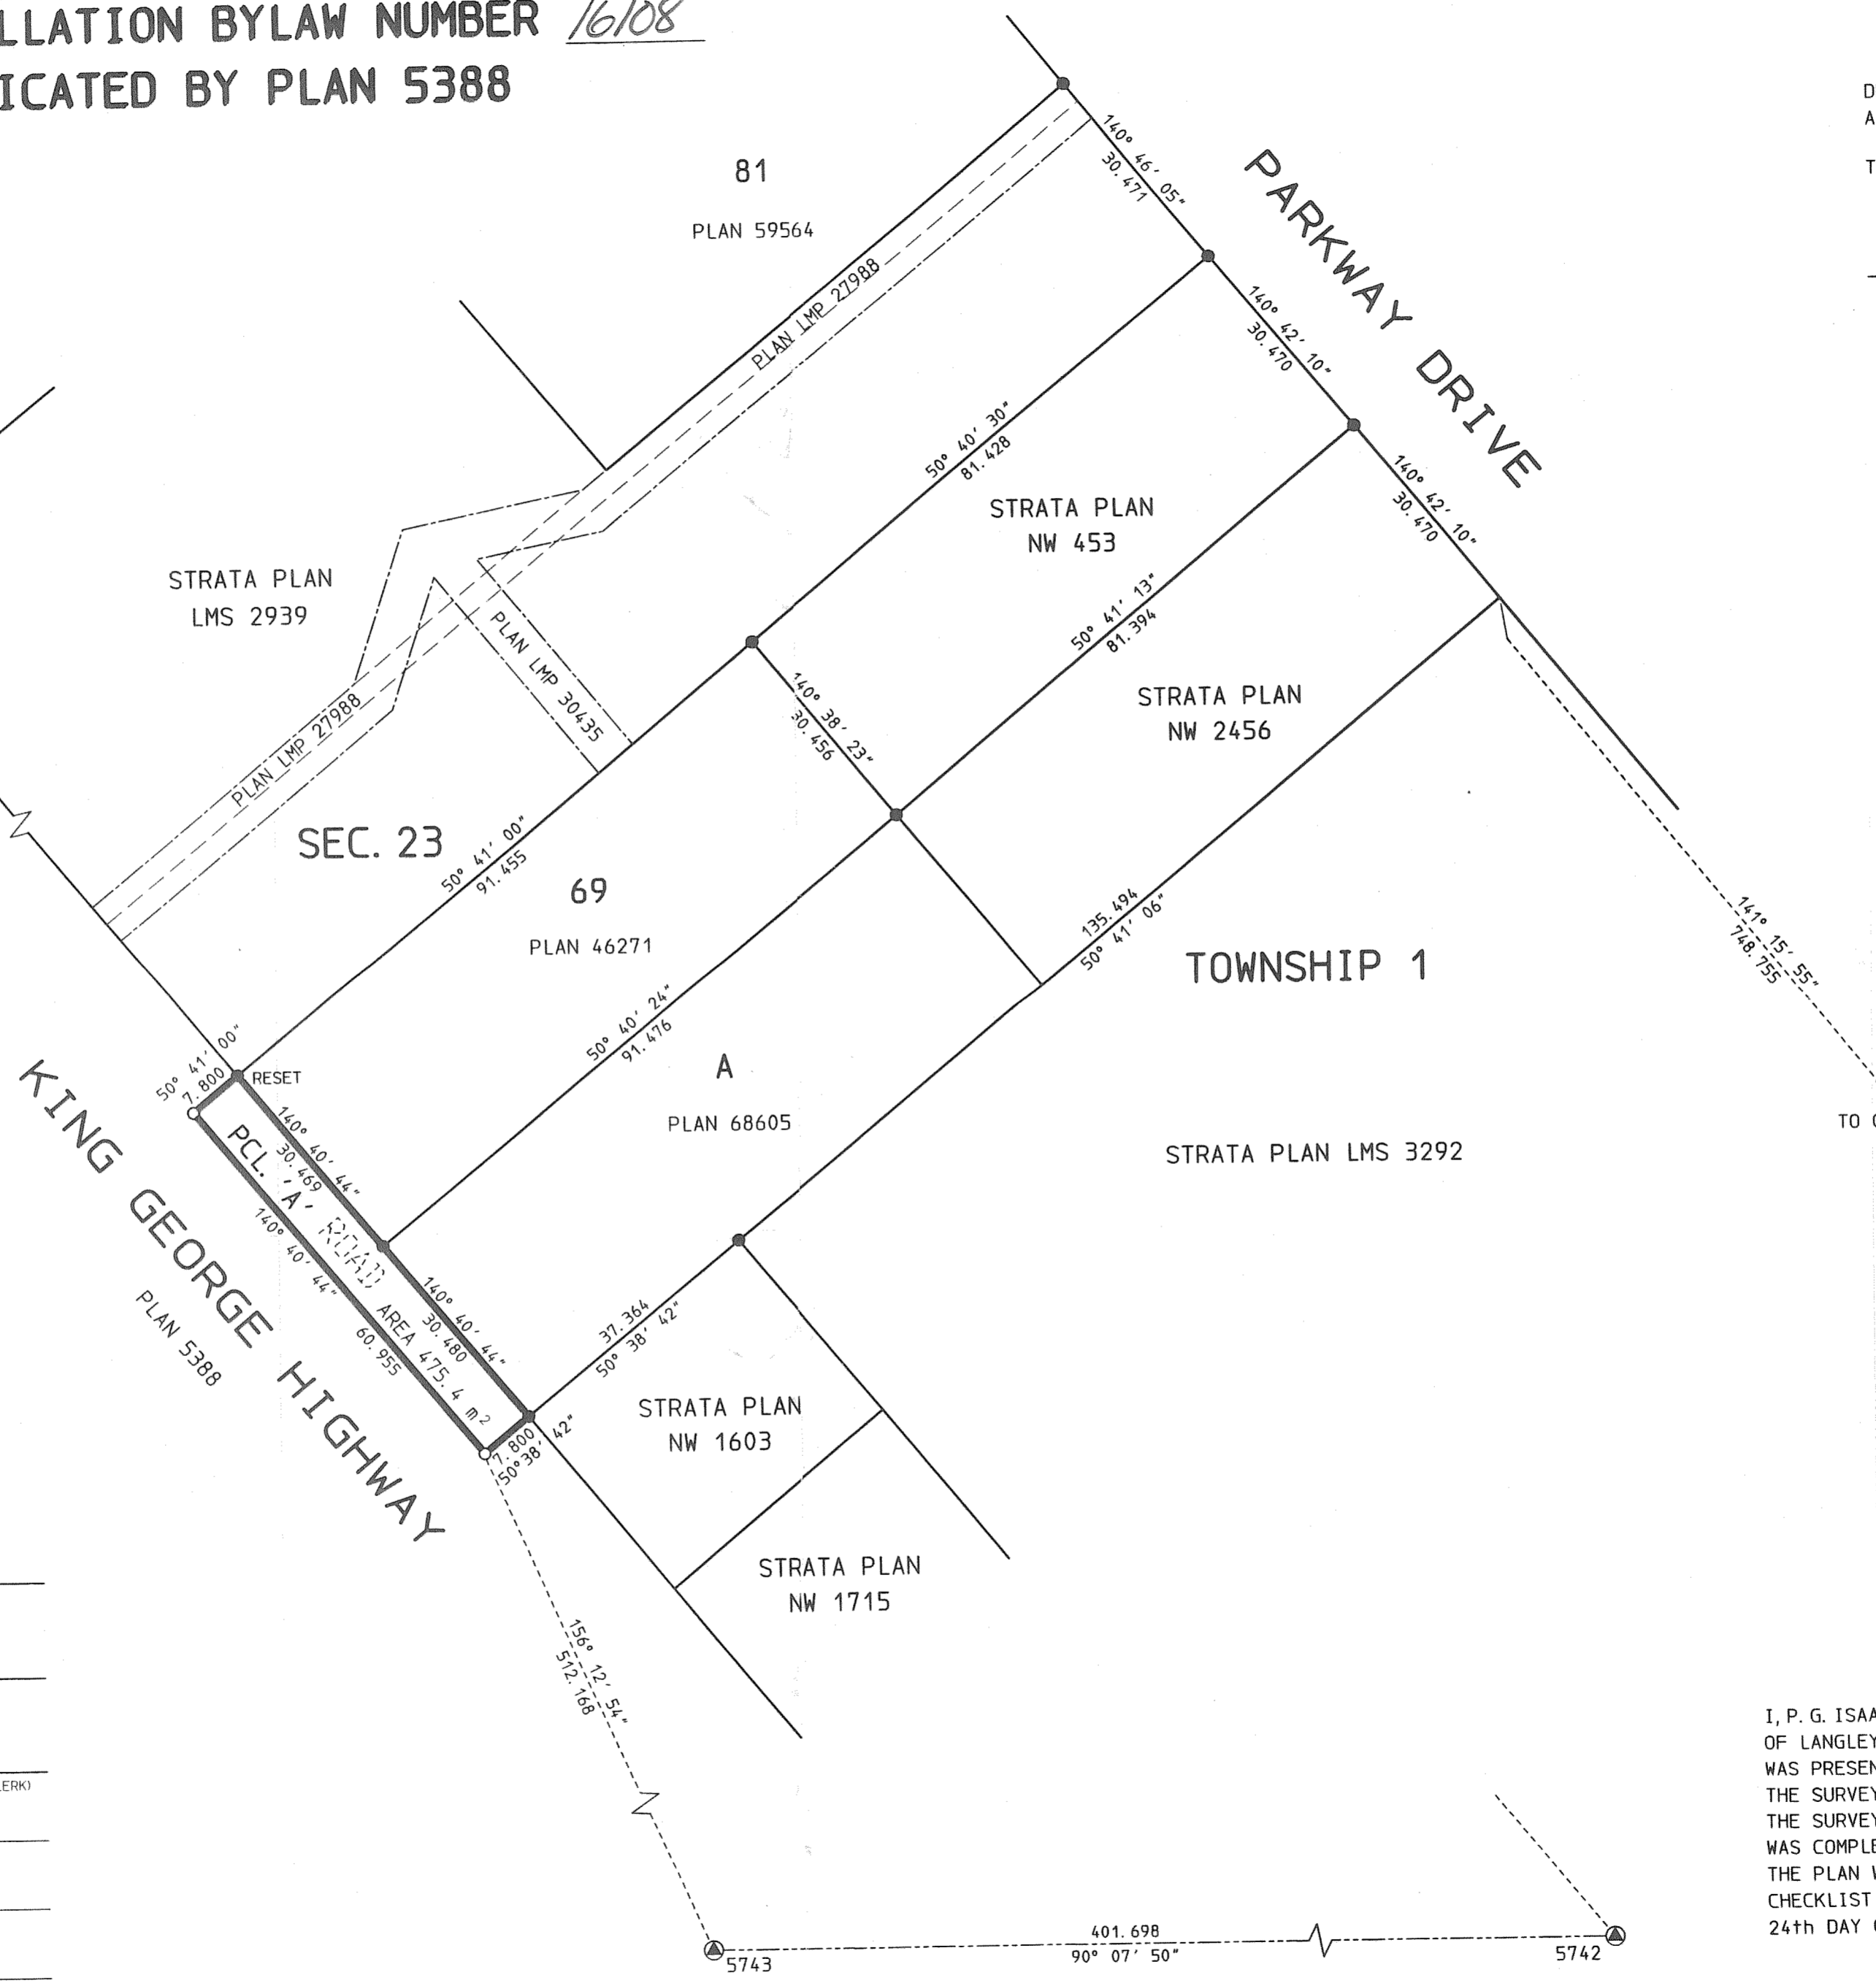 LLATION BYLAW NUMBER 16108
ICATED BY PLAN 5388
D
A
T
81
PLAN 59564
140° 46' 05"
30.471
PARKWAY DRIVE
PLAN LMP 27988
140° 42' 10"
30.470
50° 40' 30"
81.428
STRATA PLAN
NW 453
140° 42' 10"
30.470
STRATA PLAN
LMS 2939
50° 41' 13"
81.394
PLAN LMP 30435
STRATA PLAN
NW 2456
140° 38' 23"
30.456
PLAN LMP 27988
SEC. 23
50° 41' 00"
91.455
69
PLAN 46271
135.494
50° 41' 06"
TOWNSHIP 1
141° 15' 55"
748.755
50° 40' 24"
91.476
50° 41' 00"
7.800
RESET
A
PLAN 68605
TO
STRATA PLAN LMS 3292
KING GEORGE HIGHWAY
PLAN 5388
140° 40' 44"
30.469
PCL. 'A' ROAD
AREA 475.4 m²
140° 40' 44"
60.955
140° 40' 44"
30.480
37.364
50° 38' 42"
7.800
50° 38' 42"
STRATA PLAN
NW 1603
STRATA PLAN
NW 1715
156° 12' 54"
512.168
ERK)
I, P. G. ISAA
OF LANGLEY
WAS PRESEN
THE SURVEY
THE SURVEY
WAS COMPLE
THE PLAN W
CHECKLIST
24th DAY
401.698
90° 07' 50"
5743
5742